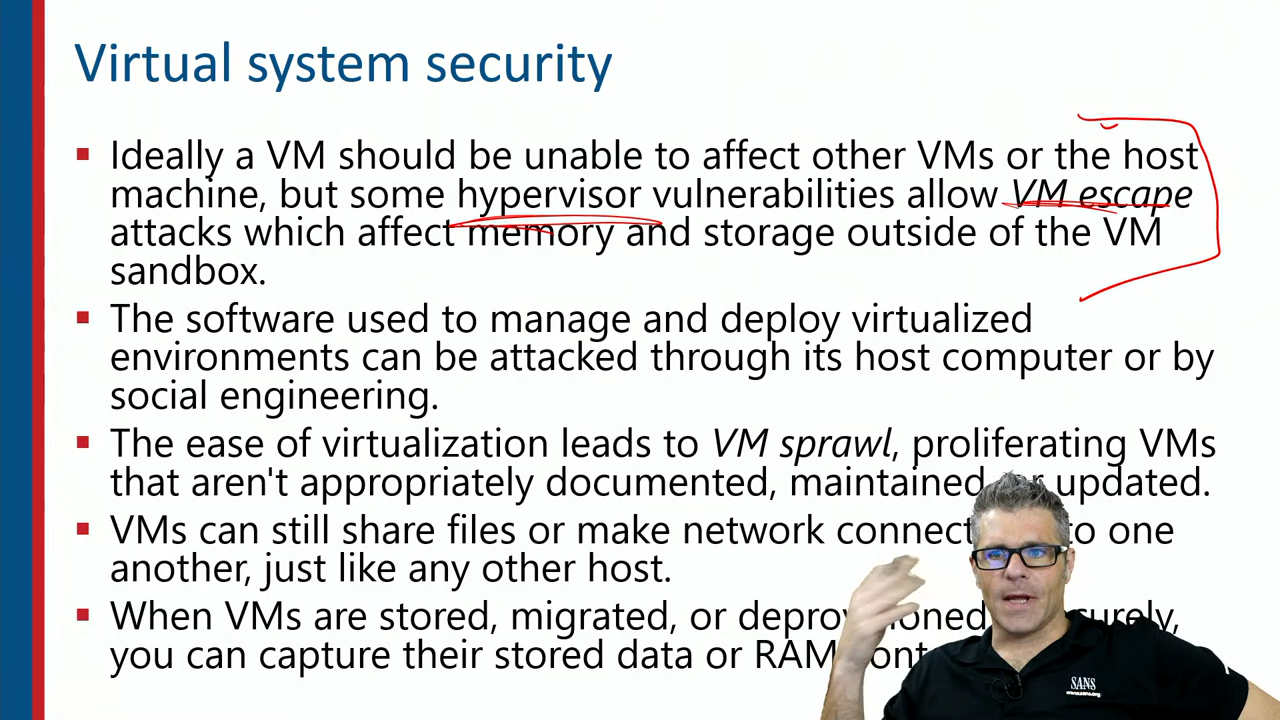 Virtual system security
▪ Ideally a VM should be unable to affect other VMs or the host
machine, but some hypervisor vulnerabilities allow VM escape
attacks which affect memory and storage outside of the VM
sandbox.
▪ The software used to manage and deploy virtualized
environments can be attacked through its host computer or by
social engineering.
▪ The ease of virtualization leads to VM sprawl, proliferating VMs
that aren't appropriately documented, maintained, updated.
▪ VMs can still share files or make network to one
another, just like any other host.
▪ When VMs are stored, migrated, or
you can capture their stored data or RAM
SANS
www.sans.org